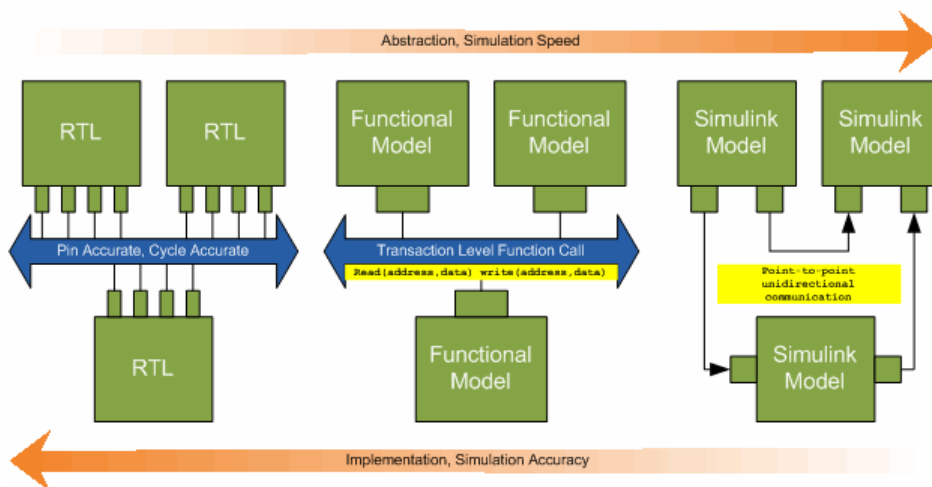 Abstraction, Simulation Speed
RTL
RTL
Pin Accurate, Cycle Accurate
RTL
Functional
Model
Functional
Model
Transaction Level Function Call
Read(address,data) write(address,data)
Functional
Model
Simulink
Model
Simulink
Model
Point-to-point
unidirectional
communication
Simulink
Model
Implementation, Simulation Accuracy